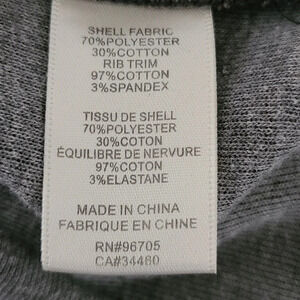 SHELL FABRIC
70%POLYESTER
30%COTTON
RIB TRIM
97%COTTON
3%SPANDEX
TISSU DE SHELL
70%POLYESTER
30%COTON
ÉQUILIBRE DE NERVURE
97%COTON
3%ELASTANE
MADE IN CHINA
FABRIQUE EN CHINE
RN#96705
CA#34480